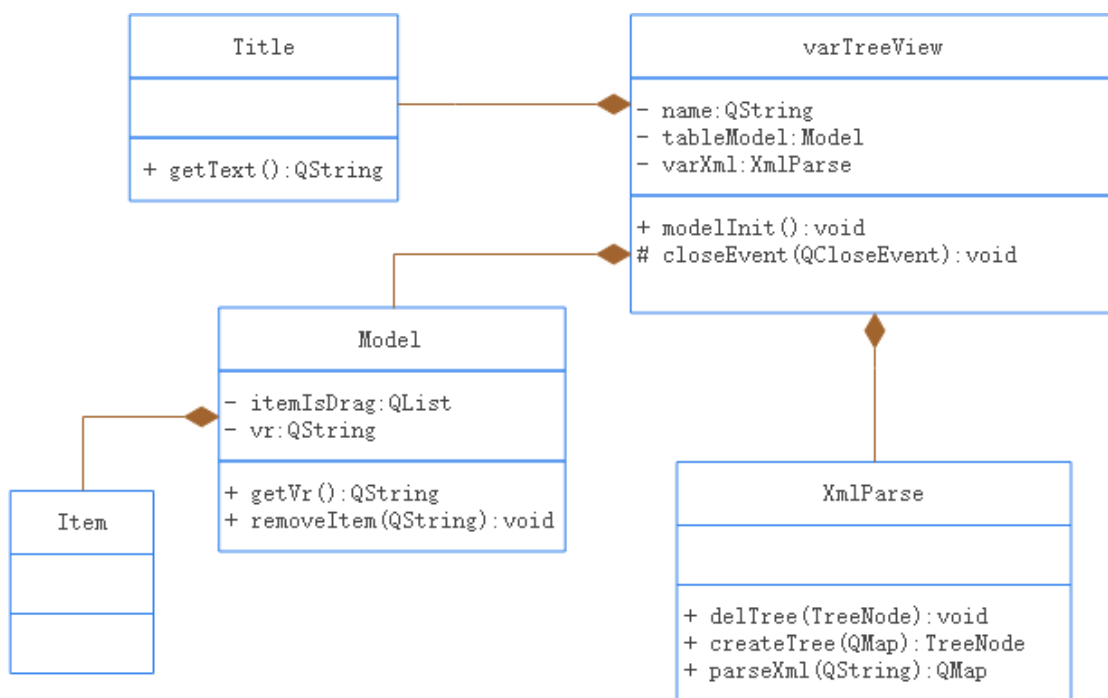 Title
+ getText():QString
varTreeView
- name:QString
- tableModel:Model
- varXml:XmlParse
+ modelInit():void
# closeEvent(QCloseEvent):void
Model
- itemIsDrag:QList
- vr:QString
+ getVr():QString
+ removeItem(QString):void
Item
XmlParse
+ delTree(TreeNode):void
+ createTree(QMap):TreeNode
+ parseXml(QString):QMap